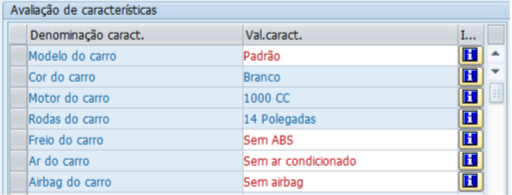 Avaliação de características
Denominação caract. Val.caract. I...
Modelo do carro Padrão
Cor do carro Branco
Motor do carro 1000 CC
Rodas do carro 14 Polegadas
Freio do carro Sem ABS
Ar do carro Sem ar condicionado
Airbag do carro Sem airbag